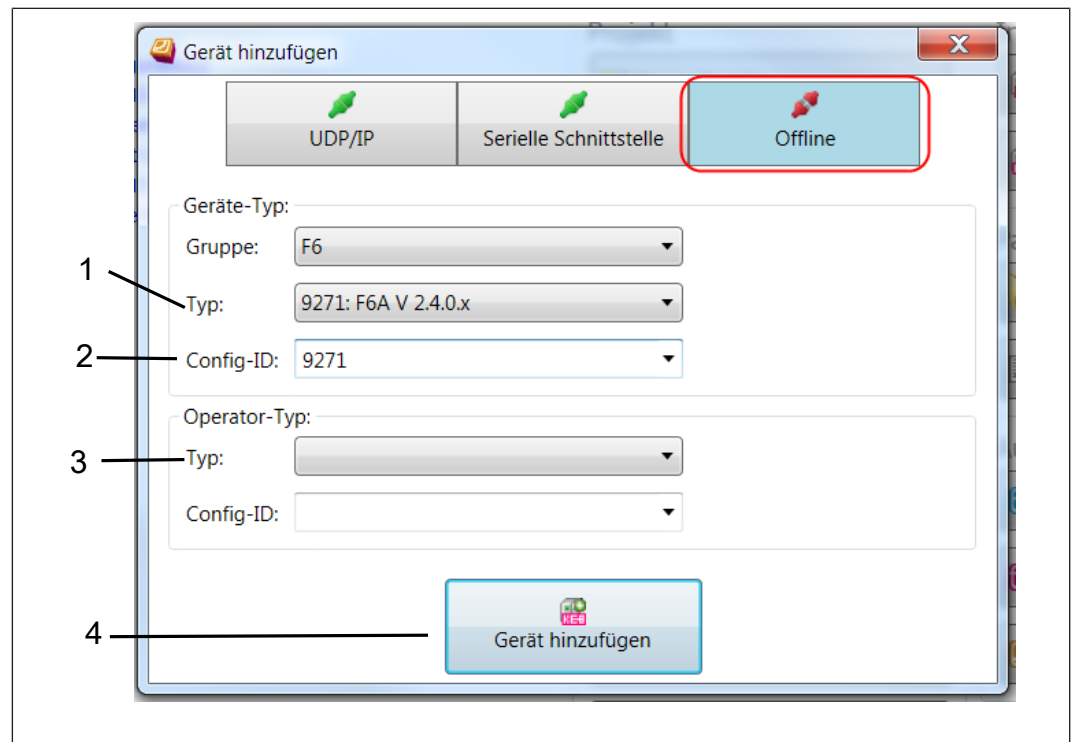 Gerät hinzufügen
UDP/IP
Serielle Schnittstelle
Offline
Geräte-Typ:
Gruppe: F6
1
Typ: 9271: F6A V 2.4.0.x
2 Config-ID: 9271
Operator-Typ:
3 Typ:
Config-ID:
KEB
4 Gerät hinzufügen